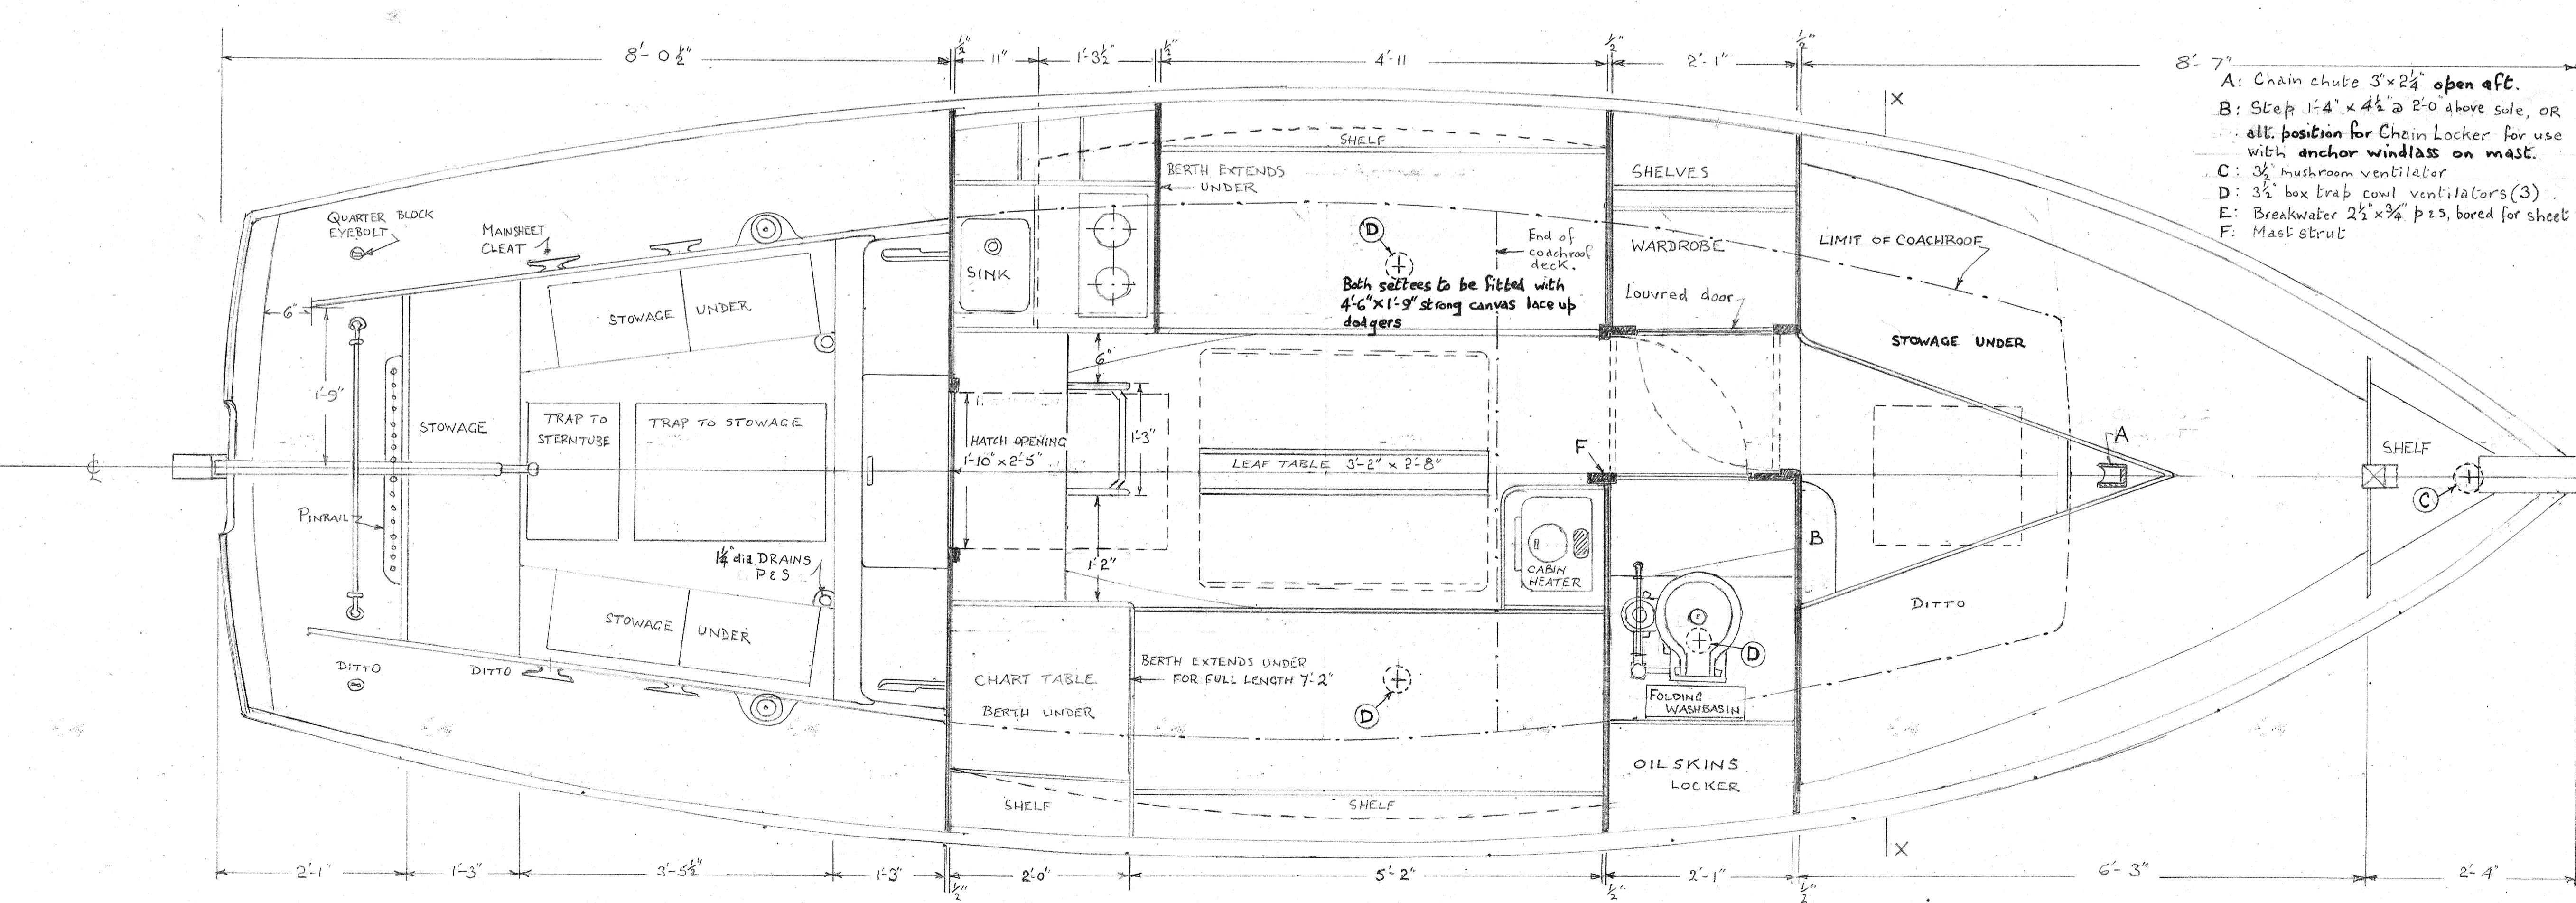 8'-0½"
½"
11"
1'-3½"
½"
4'-11
½"
2'-1"
½"
8'-7"
A: Chain chute 3"x2¼" open aft.
B: Step 1'-4" x 4½" @ 2'-0" above sole, OR
alt. position for Chain Locker for use
with anchor windlass on mast.
C: 3½" mushroom ventilator
D: 3½" box trap cowl ventilators (3).
E: Breakwater 2½"x¾" p&s, bored for sheet
F: Mast strut
X
SHELF
BERTH EXTENDS
UNDER
SHELVES
QUARTER BLOCK
EYEBOLT
MAINSHEET
CLEAT
SINK
D
End of
coachroof
deck.
WARDROBE
LIMIT OF COACHROOF
Both settees to be fitted with
4'-6"x1'-9" strong canvas lace up
dodgers
Louvred door
6"
STOWAGE UNDER
STOWAGE UNDER
6"
1'-9"
STOWAGE
TRAP TO
STERNTUBE
TRAP TO STOWAGE
HATCH OPENING
1'-10" x 2'-5"
1'-3"
LEAF TABLE 3'-2" x 2'-8"
F
A
SHELF
C
℄
PINRAIL
1¼" dia DRAINS
P & S
1'-2"
CABIN
HEATER
B
STOWAGE UNDER
DITTO
DITTO
DITTO
CHART TABLE
BERTH UNDER
BERTH EXTENDS UNDER
FOR FULL LENGTH 7'-2"
D
D
FOLDING
WASHBASIN
OILSKINS
LOCKER
SHELF
SHELF
X
2'-1"
1'-3"
3'-5½"
1'-3"
½"
2'-0"
5'-2"
½"
2'-1"
½"
6'-3"
2'-4"